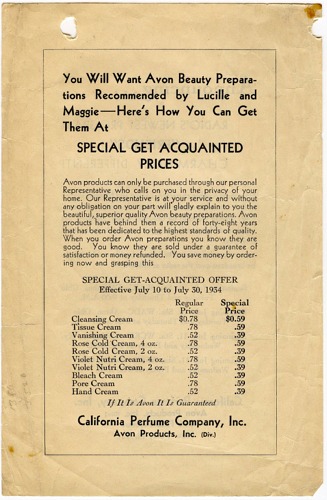 You Will Want Avon Beauty Prepara-
tions Recommended by Lucille and
Maggie—Here's How You Can Get
Them At
SPECIAL GET ACQUAINTED
PRICES
Avon products can only be purchased through our personal
Representative who calls on you in the privacy of your
home. Our Representative is at your service and without
any obligation on your part will gladly explain to you the
beautiful, superior quality Avon beauty preparations. Avon
products have behind them a record of forty-eight years
that has been dedicated to the highest standards of quality.
When you order Avon preparations you know they are
good. You know they are sold under a guarantee of
satisfaction or money refunded. You save money by order-
ing now and grasping this
SPECIAL GET-ACQUAINTED OFFER
Effective July 10 to July 30, 1934
Regular Special
Price Price
Cleansing Cream $0.78 $0.59
Tissue Cream .78 .59
Vanishing Cream .52 .39
Rose Cold Cream, 4 oz. .78 .59
Rose Cold Cream, 2 oz. .52 .39
Violet Nutri Cream, 4 oz. .78 .59
Violet Nutri Cream, 2 oz. .52 .39
Bleach Cream .52 .39
Pore Cream .78 .59
Hand Cream .52 .39
If It Is Avon It Is Guaranteed
California Perfume Company, Inc.
Avon Products, Inc. (Div.)